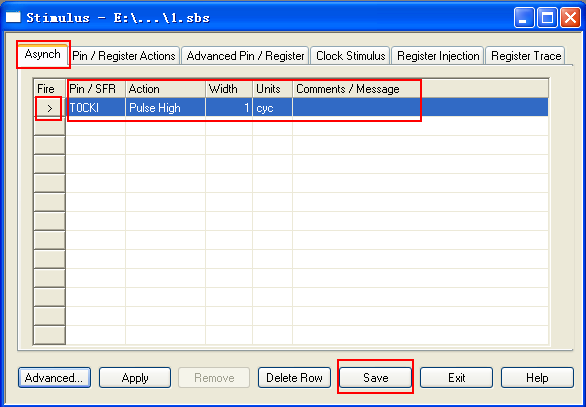 Stimulus - E:\...\1.sbs
Asynch Pin / Register Actions Advanced Pin / Register Clock Stimulus Register Injection Register Trace
Fire Pin / SFR Action Width Units Comments / Message
> T0CKI Pulse High 1 cyc
Advanced... Apply Remove Delete Row Save Exit Help